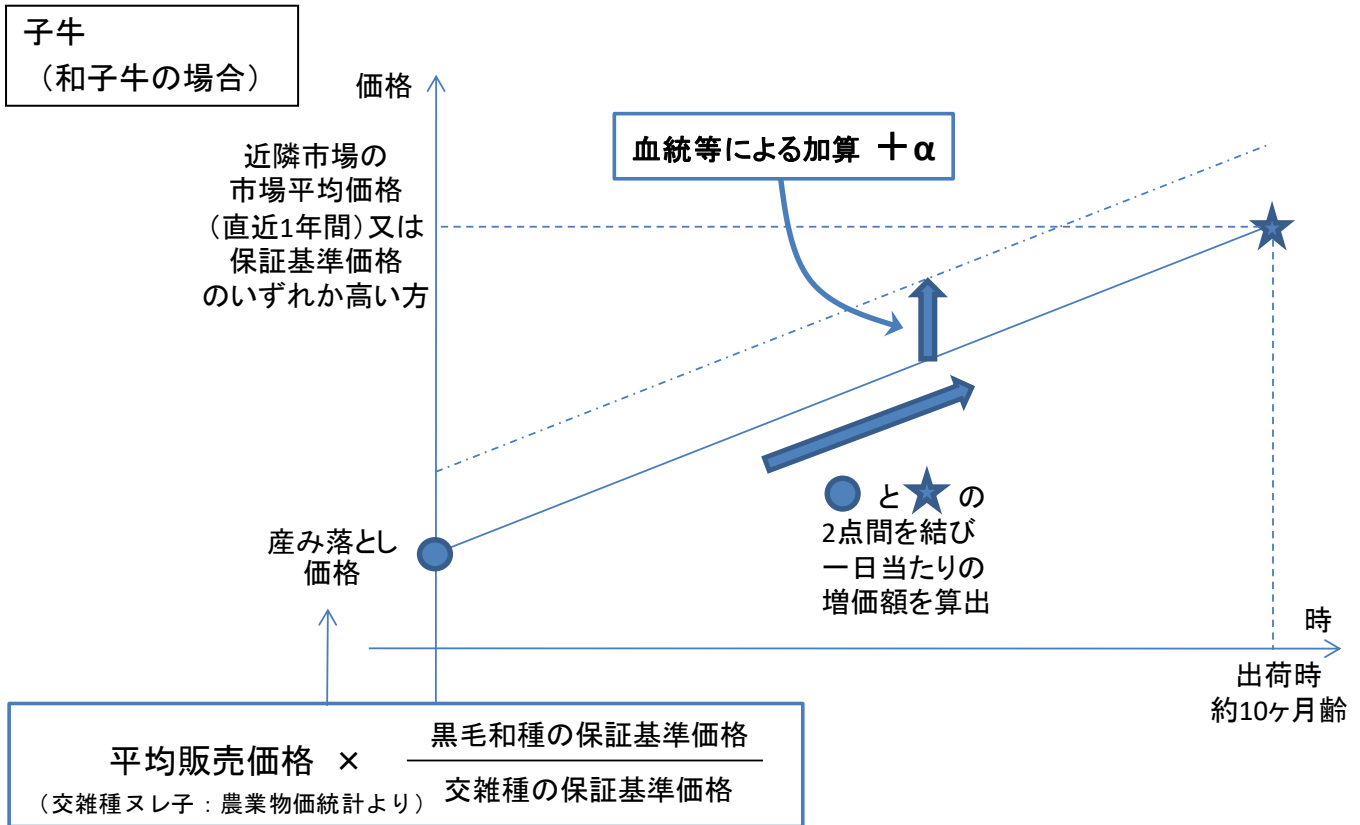 子牛
（和子牛の場合）
価格
近隣市場の
市場平均価格
（直近1年間）又は
保証基準価格
のいずれか高い方
血統等による加算 ＋α
●と★の
2点間を結び
一日当たりの
増価額を算出
産み落とし
価格
時
出荷時
約10ヶ月齢
平均販売価格 ×
（交雑種ヌレ子：農業物価統計より）
黒毛和種の保証基準価格
交雑種の保証基準価格